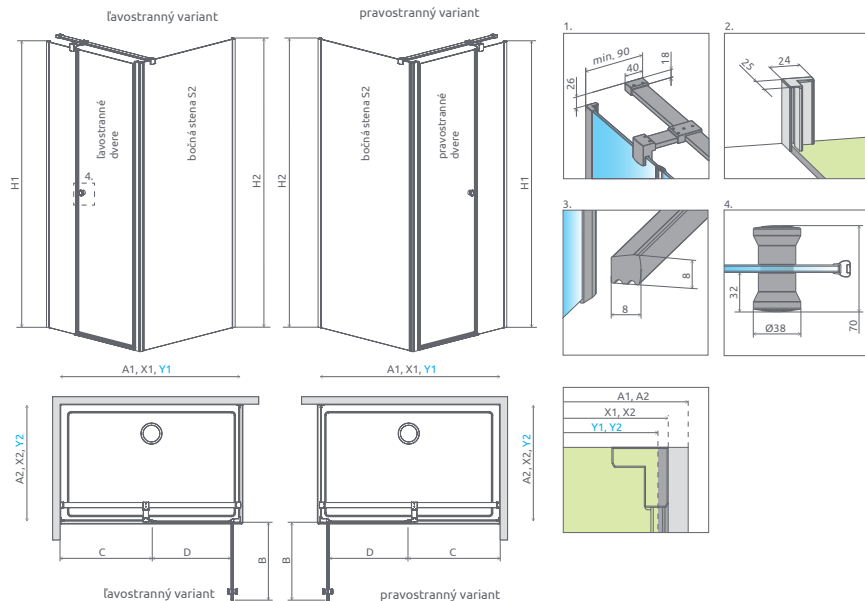 ľavostranný variant
pravostranný variant
H1
ľavostranné
dvere
4.
bočná stena S2
H2
H2
bočná stena S2
pravostranné
dvere
H1
1.
min. 90
40
18
26
2.
24
25
3.
8
8
4.
32
70
Ø38
A1, X1, Y1
A1, X1, Y1
A2, X2, Y2
A2, X2, Y2
C
D
B
B
D
C
ľavostranný variant
pravostranný variant
A1, A2
X1, X2
Y1, Y2